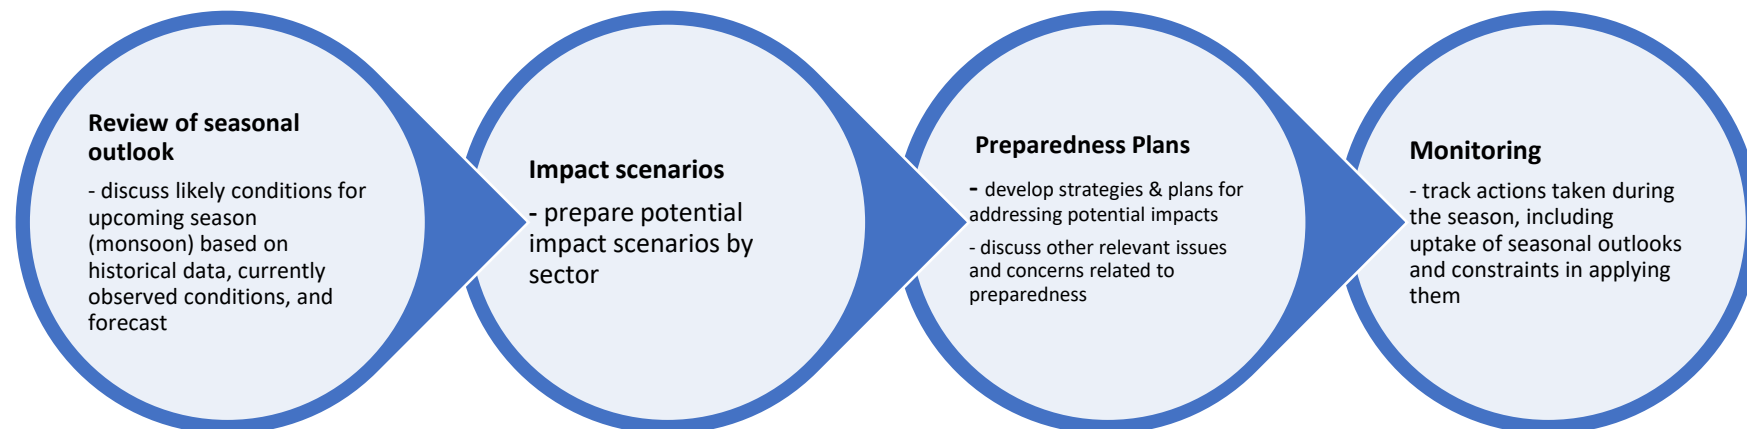 Review of seasonal
outlook
- discuss likely conditions for
upcoming season
(monsoon) based on
historical data, currently
observed conditions, and
forecast
Impact scenarios
- prepare potential
impact scenarios by
sector
Preparedness Plans
- develop strategies & plans for
addressing potential impacts
- discuss other relevant issues
and concerns related to
preparedness
Monitoring
- track actions taken during
the season, including
uptake of seasonal outlooks
and constraints in applying
them